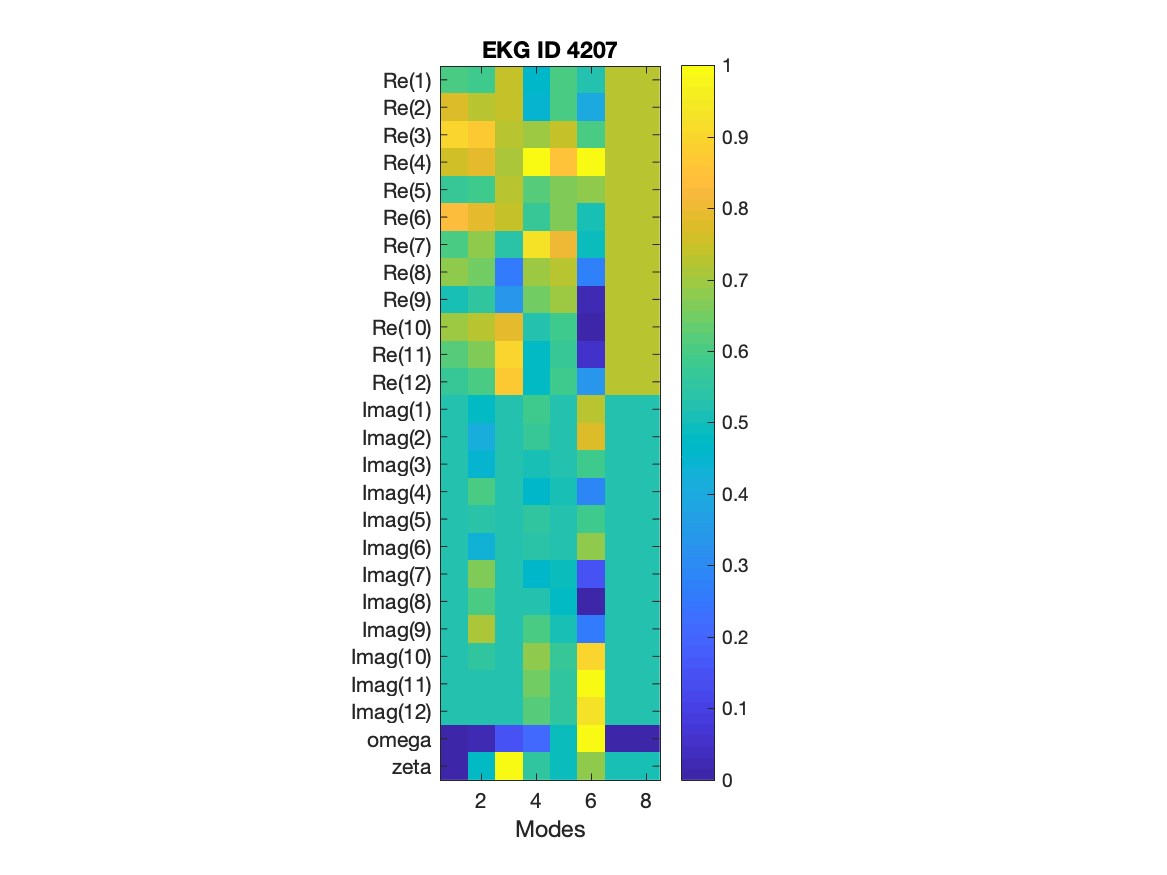 EKG ID 4207
Re(1)
Re(2)
Re(3)
Re(4)
Re(5)
Re(6)
Re(7)
Re(8)
Re(9)
Re(10)
Re(11)
Re(12)
Imag(1)
Imag(2)
Imag(3)
Imag(4)
Imag(5)
Imag(6)
Imag(7)
Imag(8)
Imag(9)
Imag(10)
Imag(11)
Imag(12)
omega
zeta
2 4 6 8
Modes
1
0.9
0.8
0.7
0.6
0.5
0.4
0.3
0.2
0.1
0